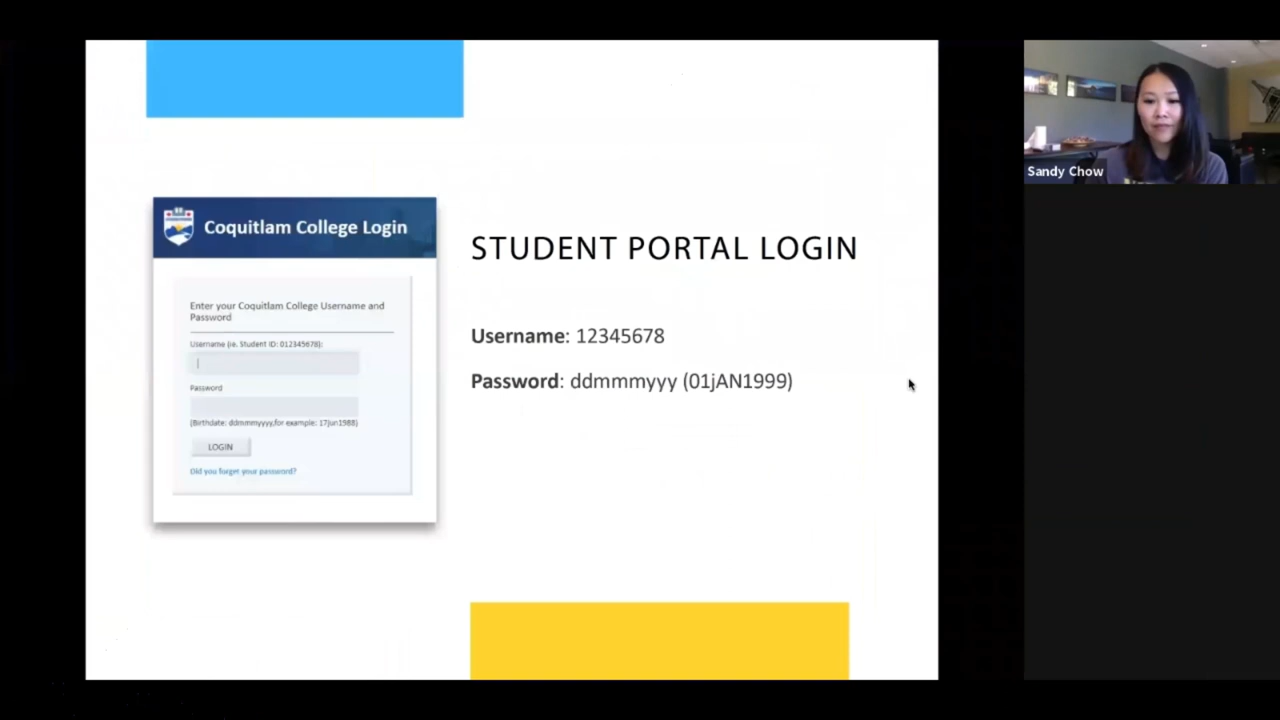 Coquitlam College Login
Enter your Coquitlam College Username and
Password
Username (ie. Student ID: 012345678):
Password
(Birthdate: ddmmmyyyy,for example: 17Jun1988)
LOGIN
Did you forget your password?
STUDENT PORTAL LOGIN
Username: 12345678
Password: ddmmmyyy (01jAN1999)
Sandy Chow